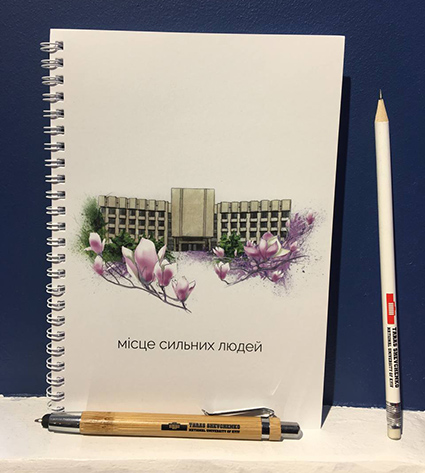 місце сильних людей
TARAS SHEVCHENKO
NATIONAL UNIVERSITY OF KYIV
TARAS SHEVCHENKO
NATIONAL UNIVERSITY OF KYIV